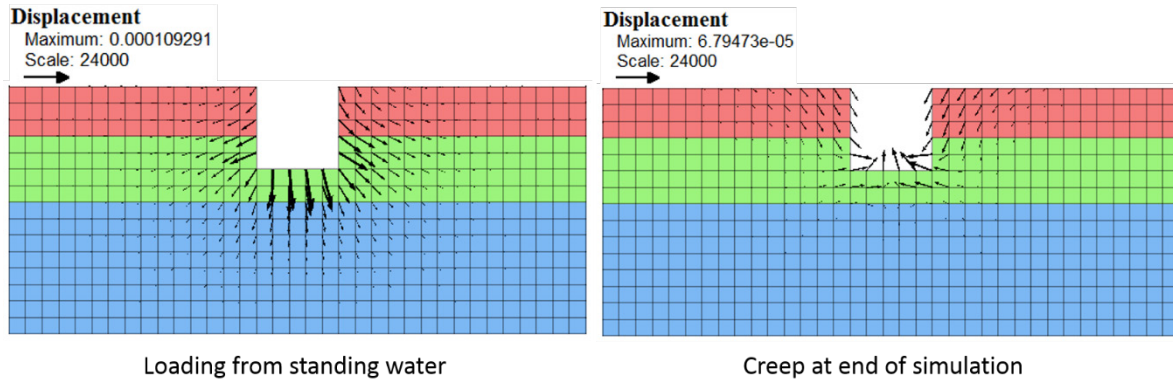 Displacement
Maximum: 0.000109291
Scale: 24000
Displacement
Maximum: 6.79473e-05
Scale: 24000
Loading from standing water
Creep at end of simulation